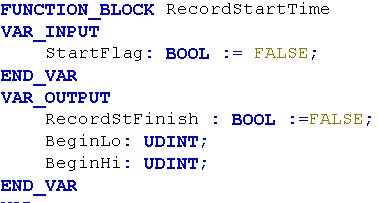 FUNCTION_BLOCK RecordStartTime
VAR_INPUT
StartFlag: BOOL := FALSE;
END_VAR
VAR_OUTPUT
RecordStFinish : BOOL :=FALSE;
BeginLo: UDINT;
BeginHi: UDINT;
END_VAR